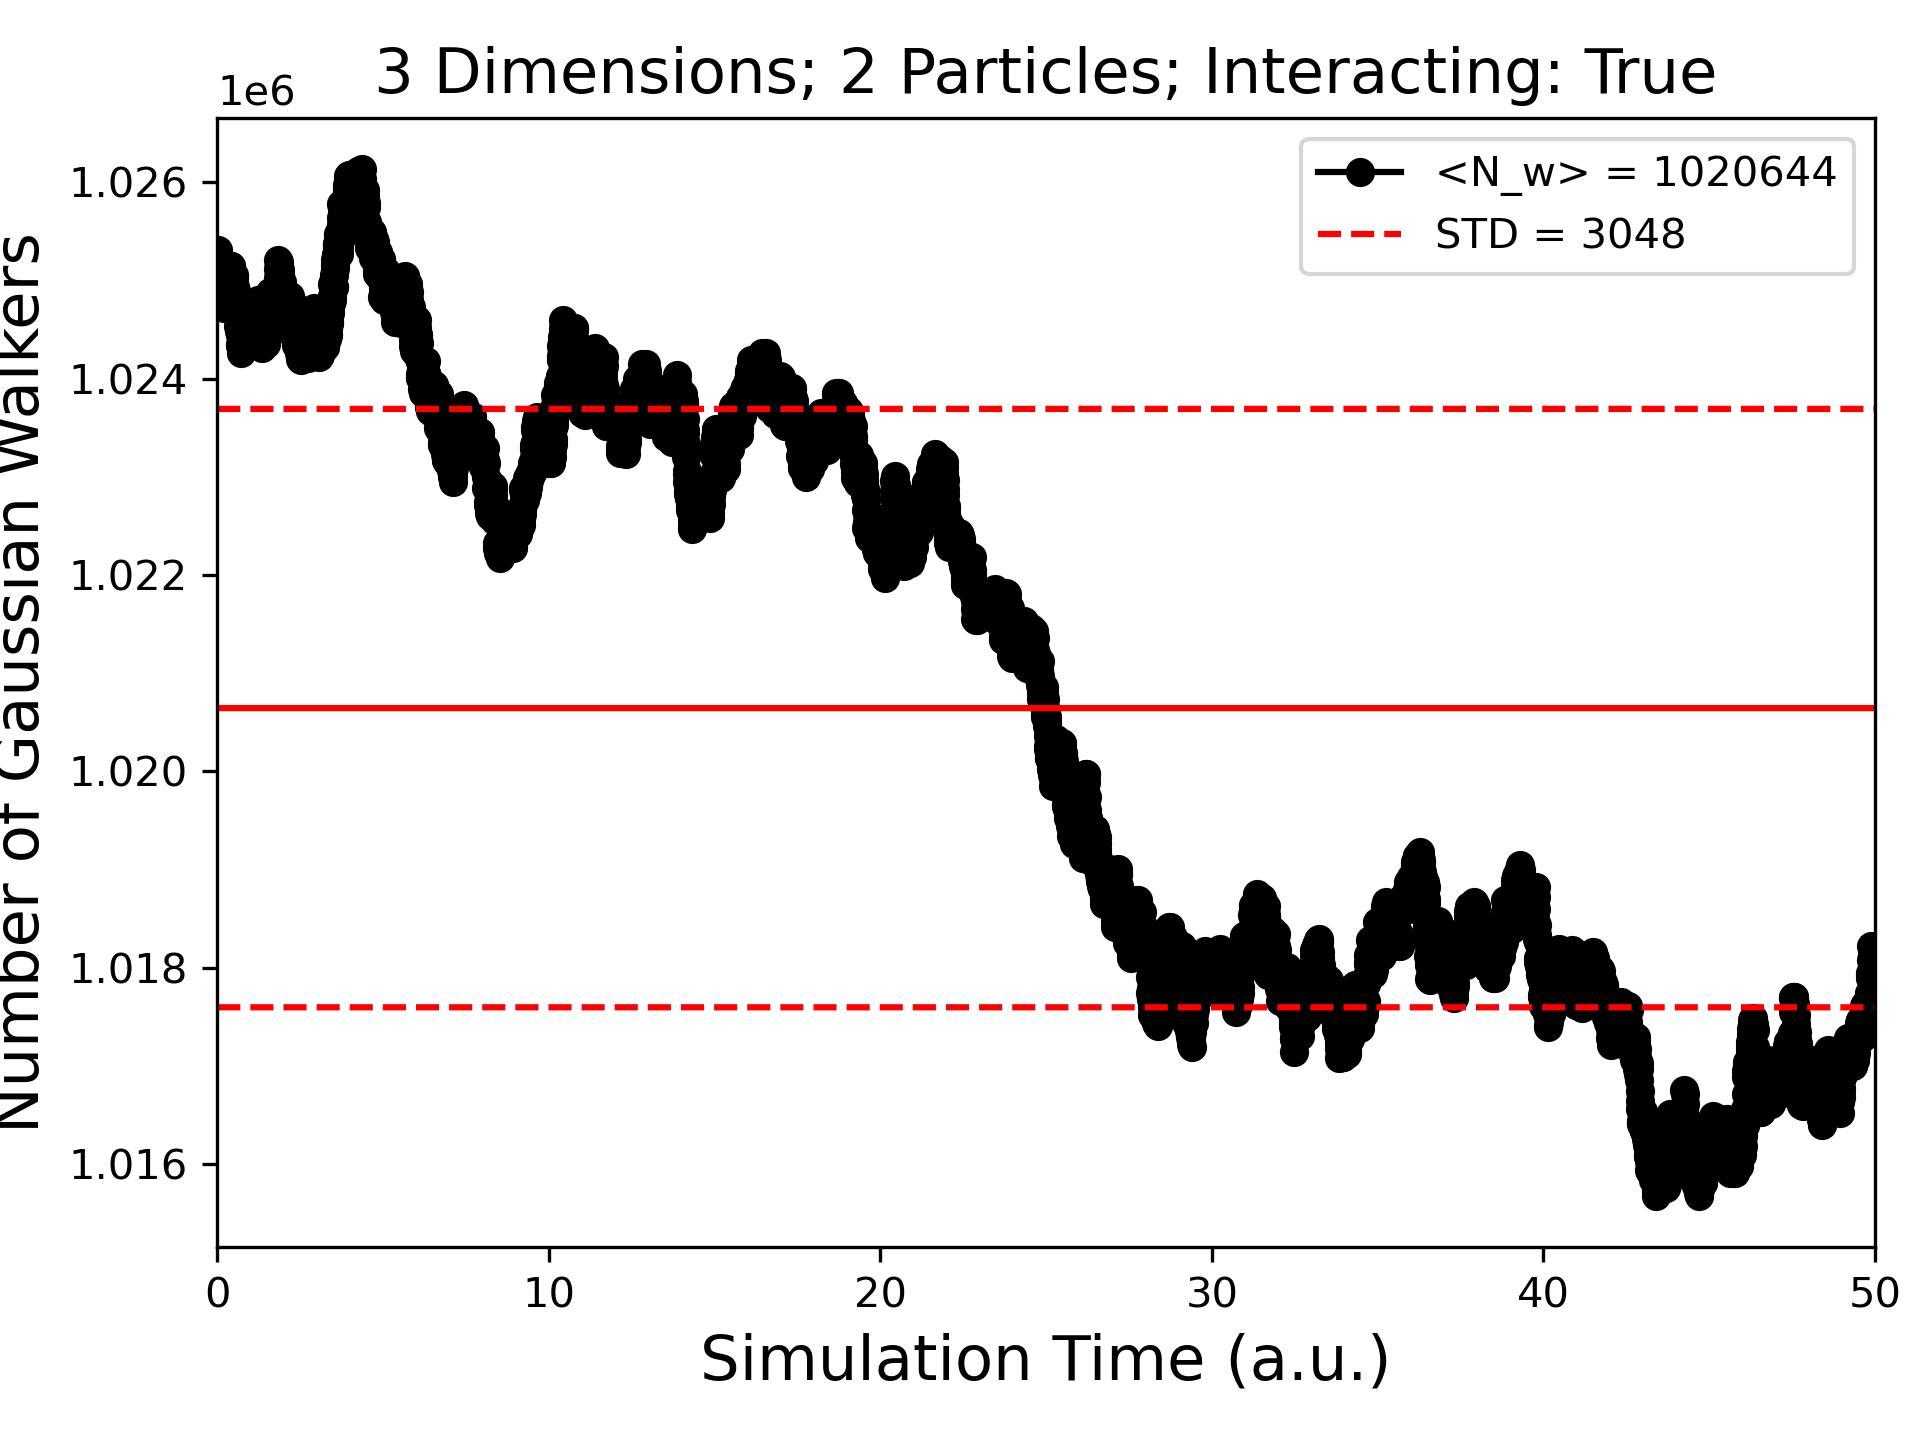 3 Dimensions; 2 Particles; Interacting: True
1e6
<N_w> = 1020644
STD = 3048
Number of Gaussian Walkers
1.026
1.024
1.022
1.020
1.018
1.016
0 10 20 30 40 50
Simulation Time (a.u.)